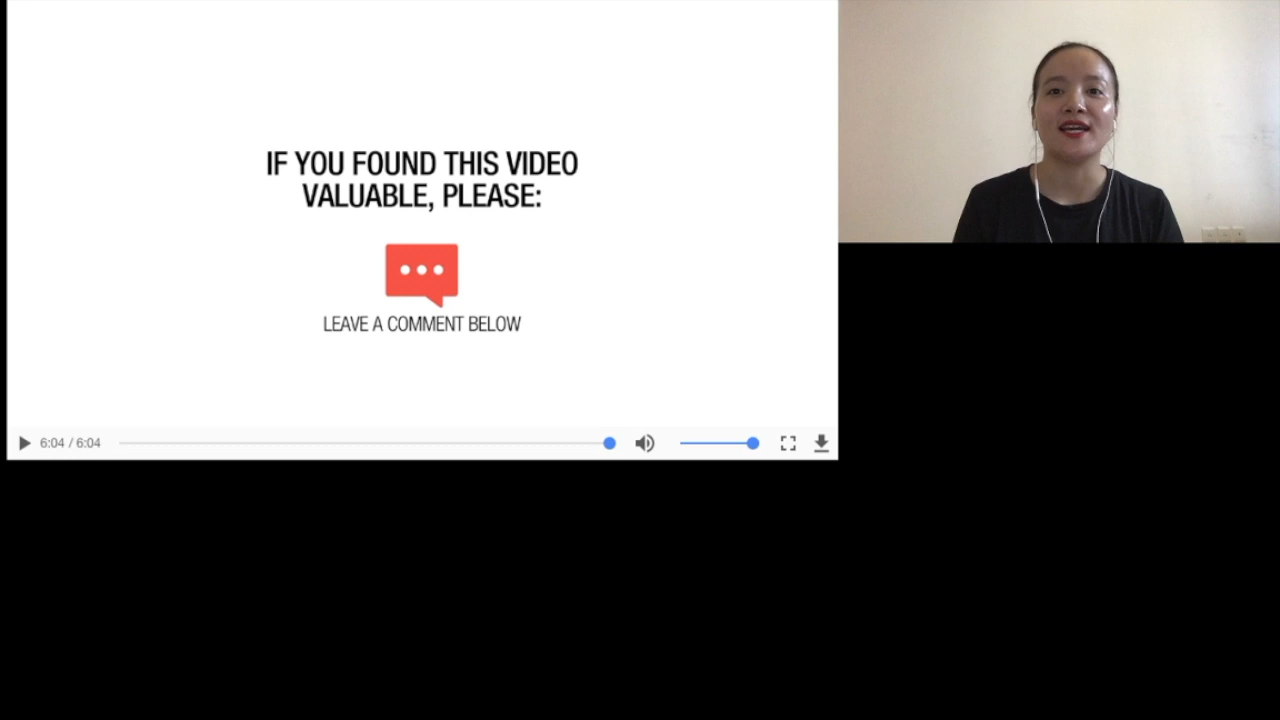 IF YOU FOUND THIS VIDEO
VALUABLE, PLEASE:
LEAVE A COMMENT BELOW
6:04 / 6:04